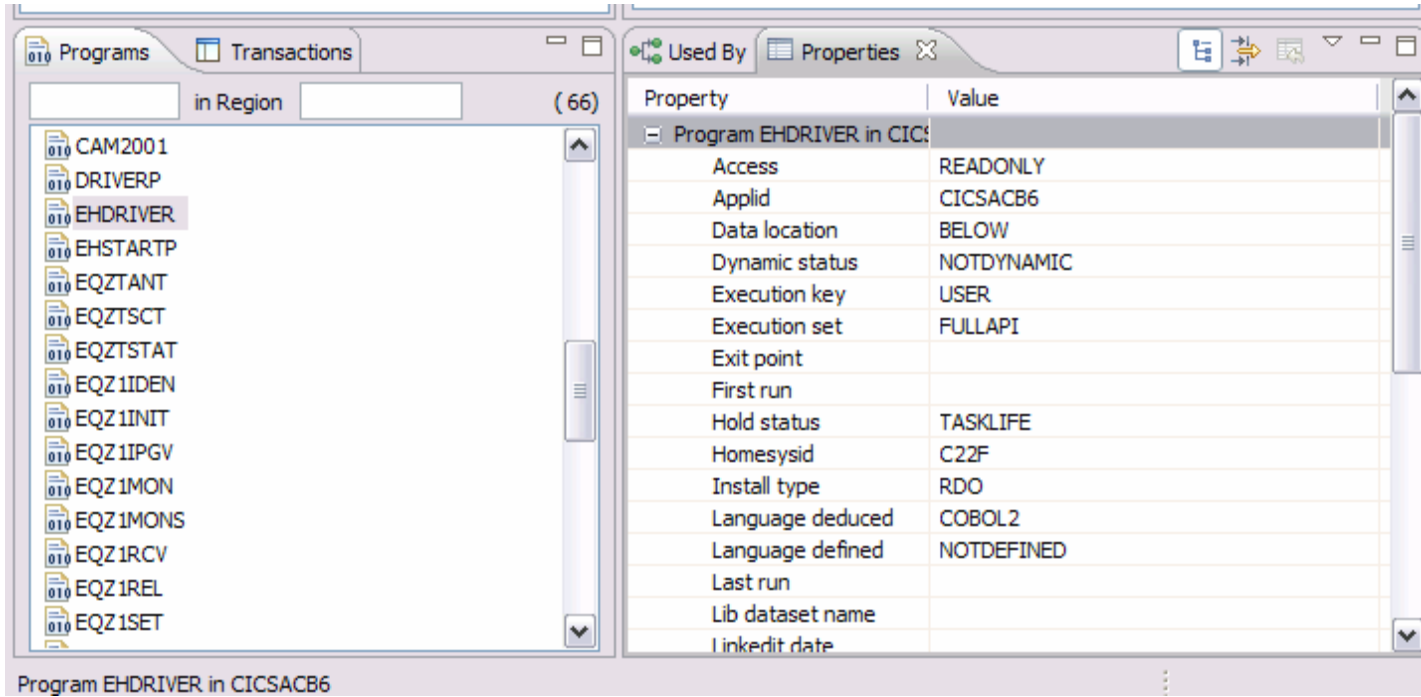 Programs
Transactions
in Region
( 66)
CAM2001
DRIVERP
EHDRIVER
EHSTARTP
EQZTANT
EQZTSCT
EQZTSTAT
EQZ1IDEN
EQZ1INIT
EQZ1IPGV
EQZ1MON
EQZ1MONS
EQZ1RCV
EQZ1REL
EQZ1SET
Used By
Properties
Property Value
Program EHDRIVER in CICS
Access READONLY
Applid CICSACB6
Data location BELOW
Dynamic status NOTDYNAMIC
Execution key USER
Execution set FULLAPI
Exit point
First run
Hold status TASKLIFE
Homesysid C22F
Install type RDO
Language deduced COBOL2
Language defined NOTDEFINED
Last run
Lib dataset name
Linkedit date
Program EHDRIVER in CICSACB6